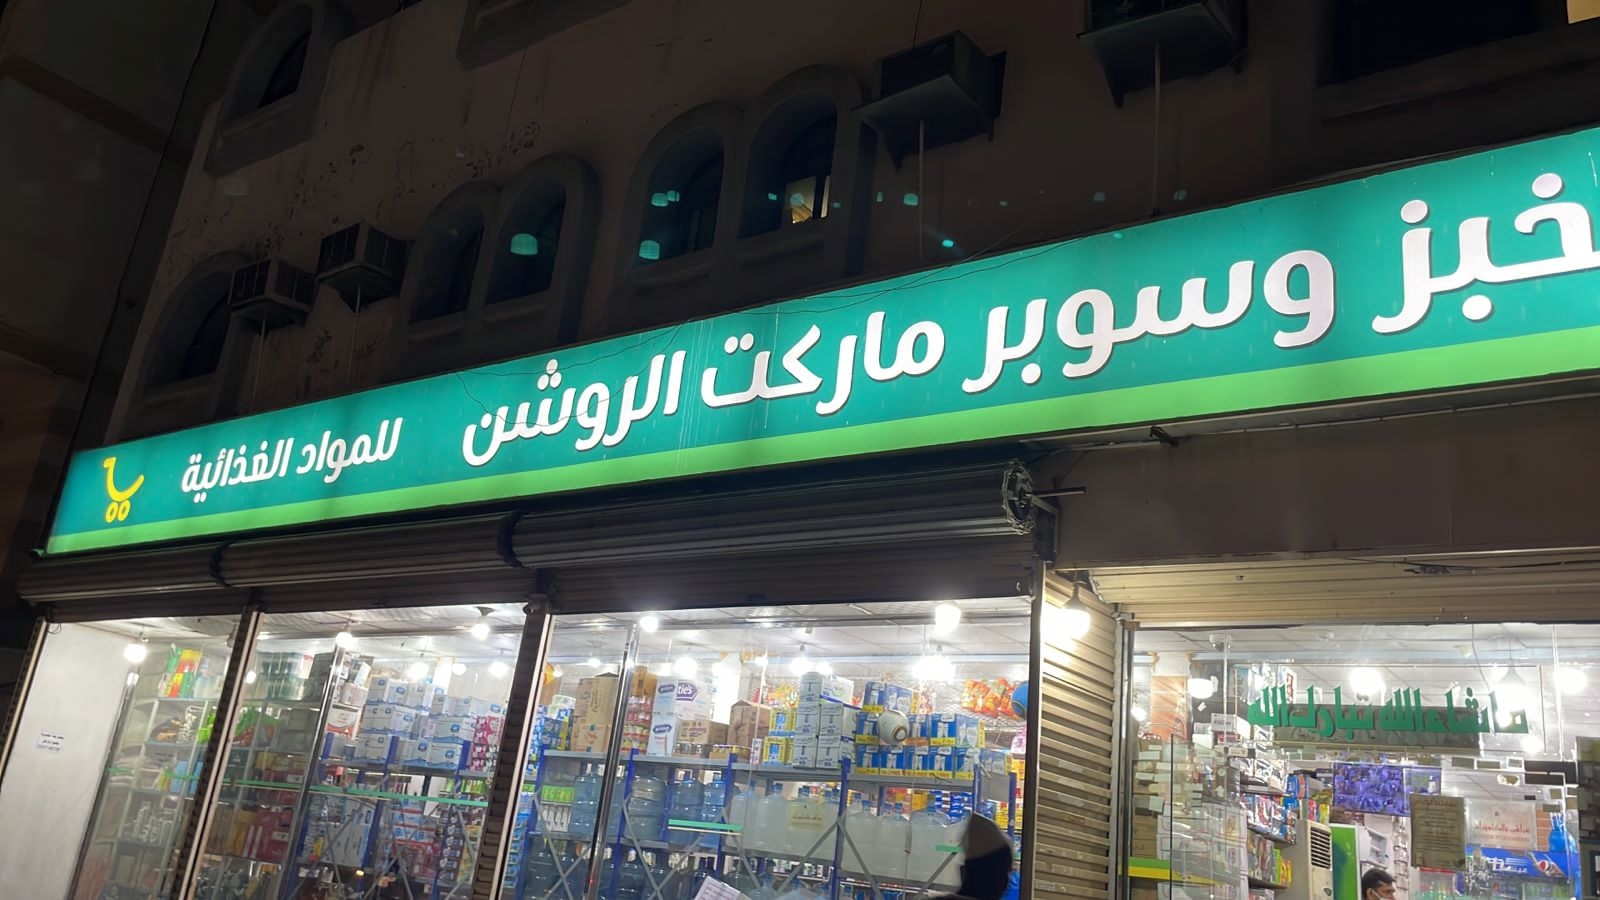 خبز وسوبر ماركت الروشن للمواد الغذائية
ماشاء الله تبارك الله